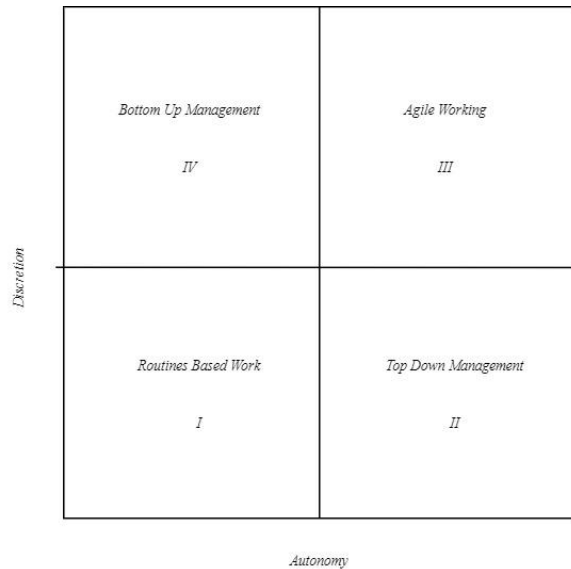 Bottom Up Management
Agile Working
IV
III
Discretion
Routines Based Work
Top Down Management
I
II
Autonomy